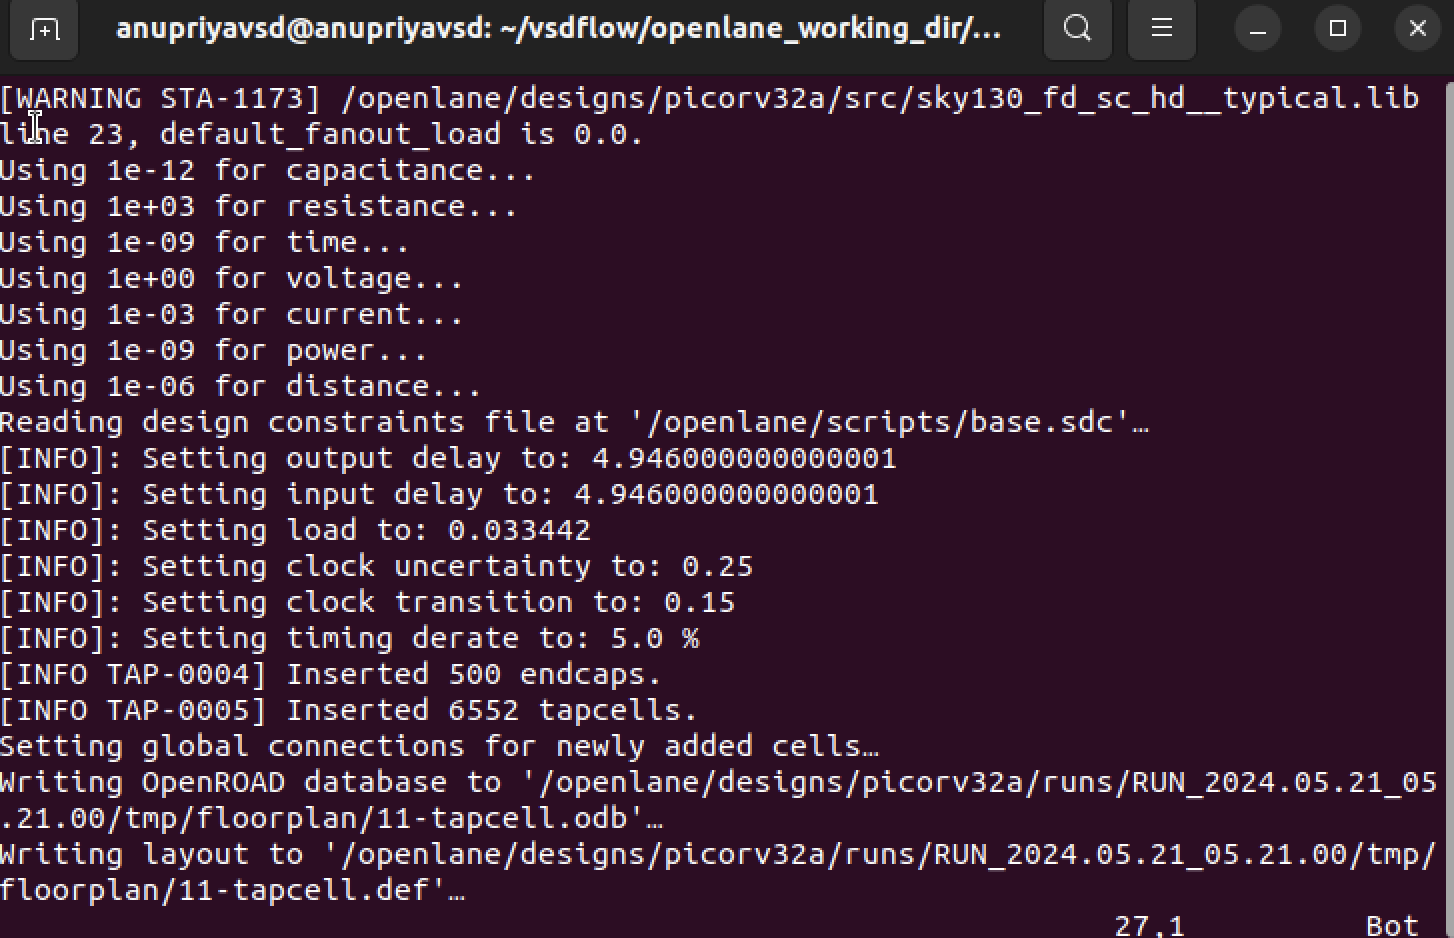 anupriyavsd@anupriyavsd: ~/vsdflow/openlane_working_dir/...
[WARNING STA-1173] /openlane/designs/picorv32a/src/sky130_fd_sc_hd__typical.lib
line 23, default_fanout_load is 0.0.
Using 1e-12 for capacitance...
Using 1e+03 for resistance...
Using 1e-09 for time...
Using 1e+00 for voltage...
Using 1e-03 for current...
Using 1e-09 for power...
Using 1e-06 for distance...
Reading design constraints file at '/openlane/scripts/base.sdc'…
[INFO]: Setting output delay to: 4.946000000000001
[INFO]: Setting input delay to: 4.946000000000001
[INFO]: Setting load to: 0.033442
[INFO]: Setting clock uncertainty to: 0.25
[INFO]: Setting clock transition to: 0.15
[INFO]: Setting timing derate to: 5.0 %
[INFO TAP-0004] Inserted 500 endcaps.
[INFO TAP-0005] Inserted 6552 tapcells.
Setting global connections for newly added cells…
Writing OpenROAD database to '/openlane/designs/picorv32a/runs/RUN_2024.05.21_05
.21.00/tmp/floorplan/11-tapcell.odb'…
Writing layout to '/openlane/designs/picorv32a/runs/RUN_2024.05.21_05.21.00/tmp/
floorplan/11-tapcell.def'…
27,1 Bot